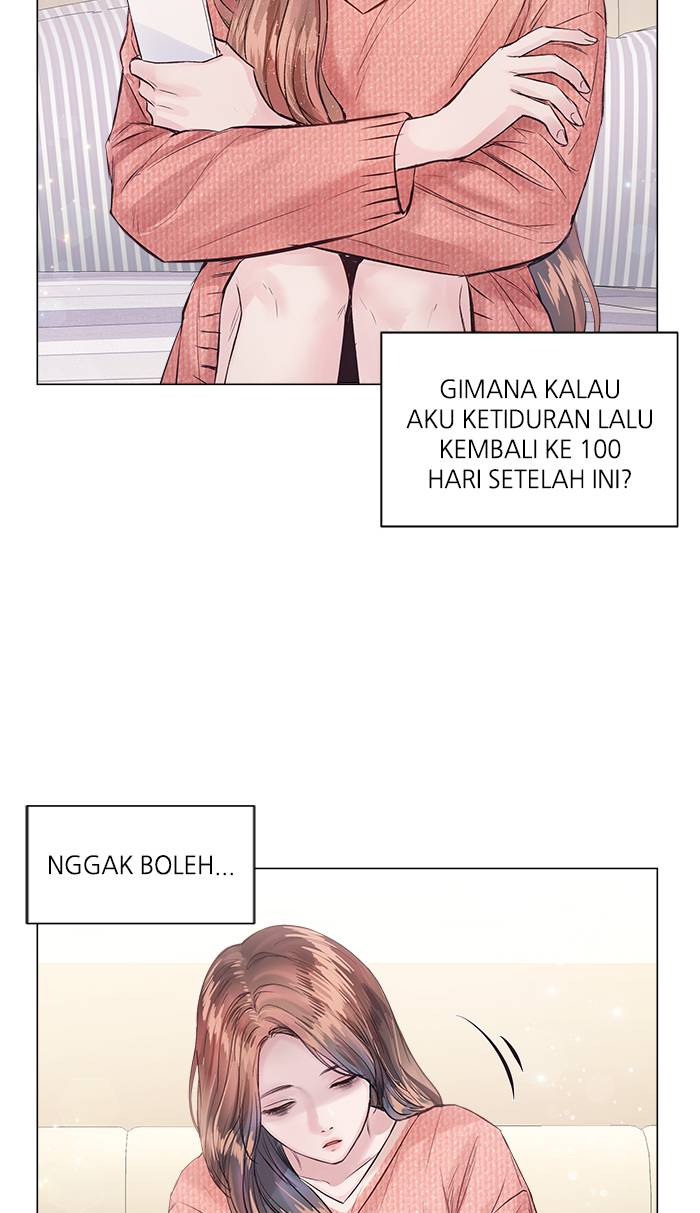 GIMANA KALAU
AKU KETIDURAN LALU
KEMBALI KE 100
HARI SETELAH INI?
NGGAK BOLEH...